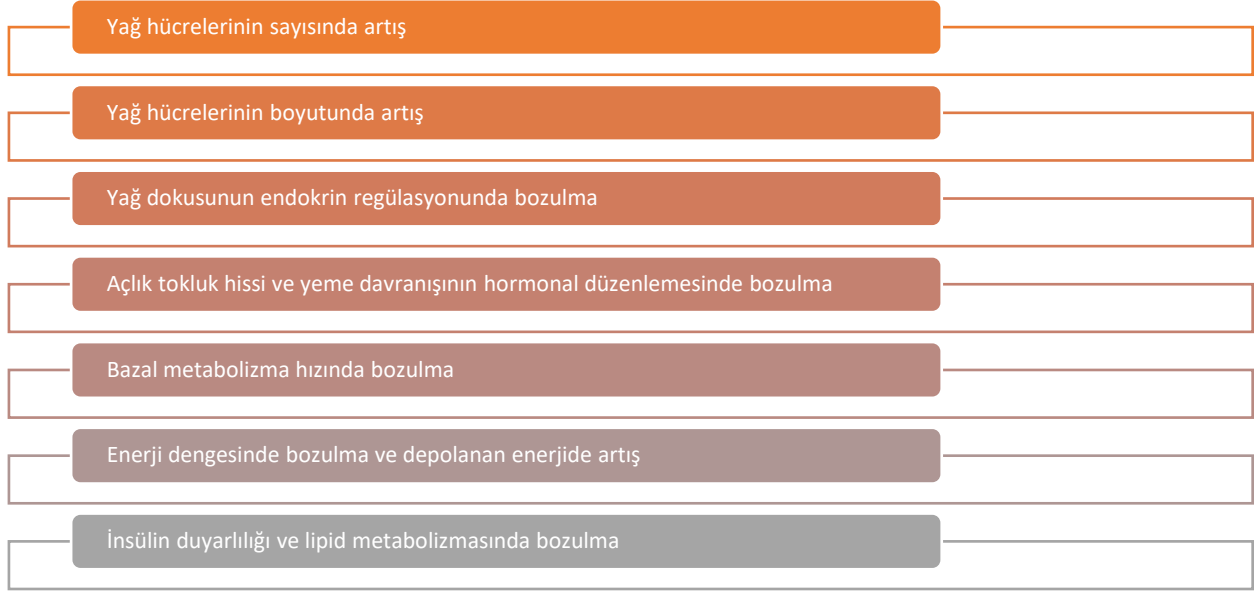 Yağ hücrelerinin sayısında artış
Yağ hücrelerinin boyutunda artış
Yağ dokusunun endokrin regülasyonunda bozulma
Açlık tokluk hissi ve yeme davranışının hormonal düzenlemesinde bozulma
Bazal metabolizma hızında bozulma
Enerji dengesinde bozulma ve depolanan enerjide artış
İnsülin duyarlılığı ve lipid metabolizmasında bozulma